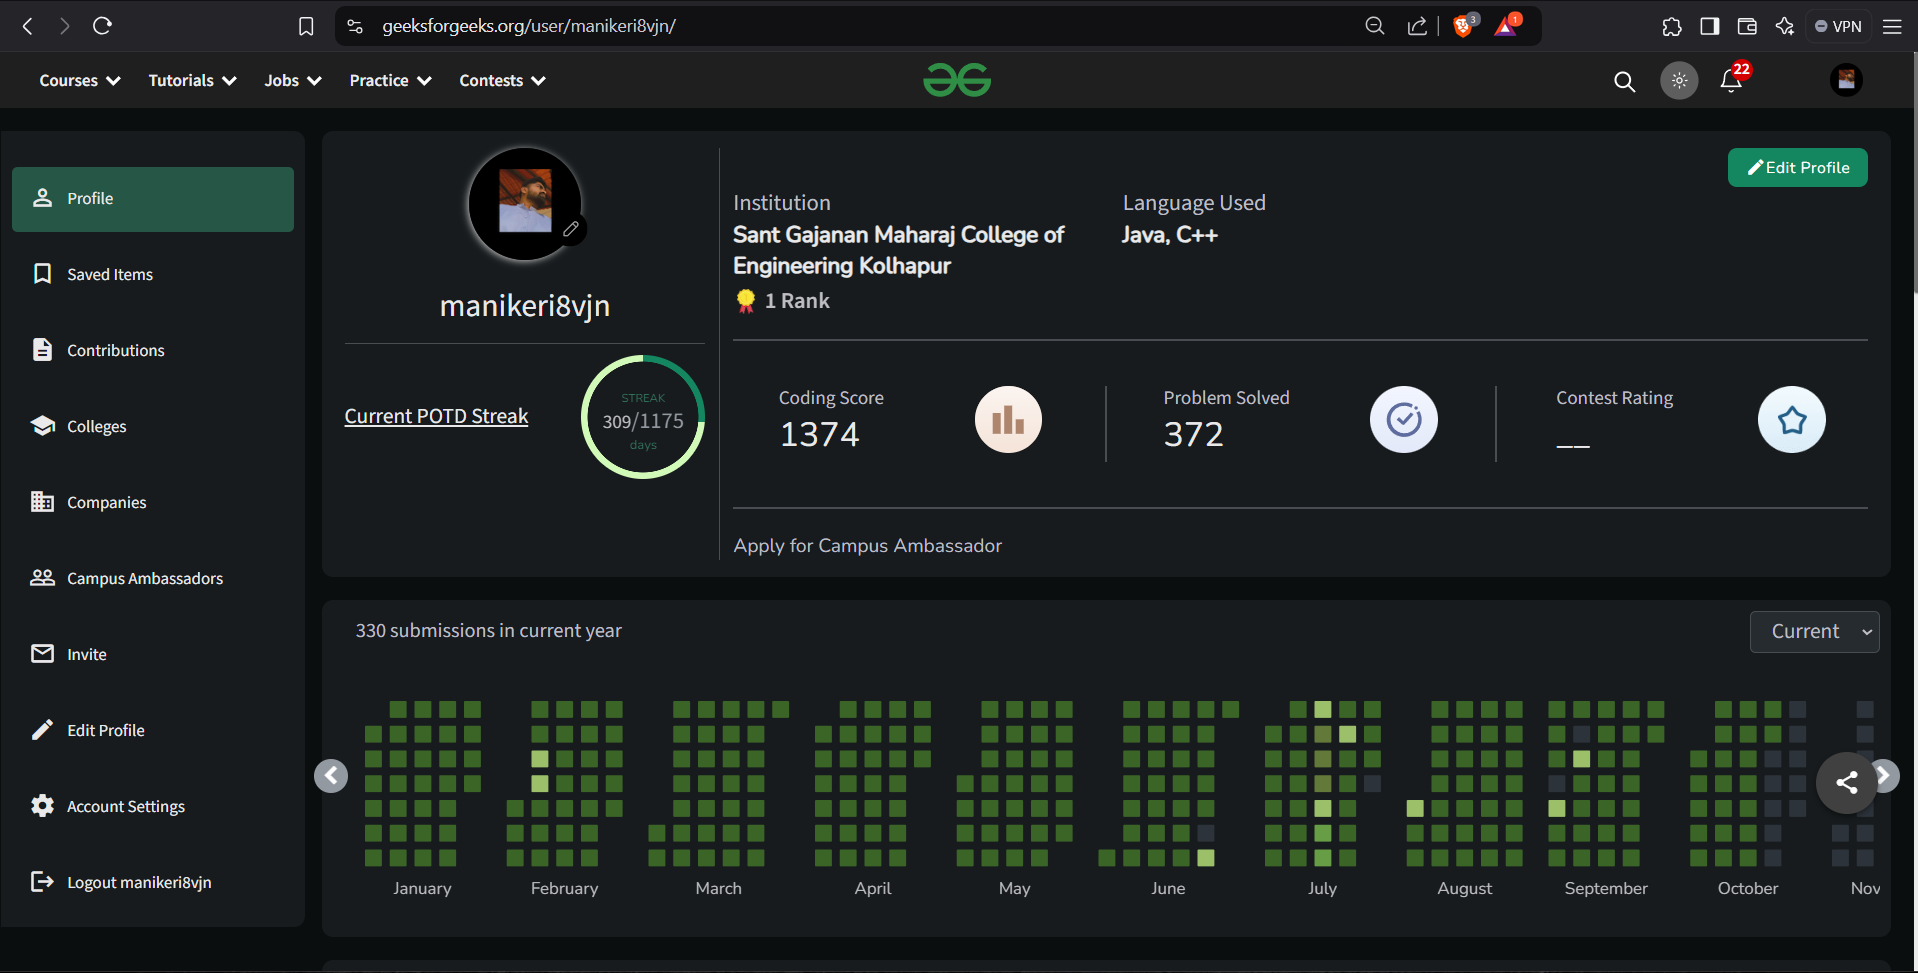 geeksforgeeks.org/user/manikeri8vjn/
3
1
VPN
Courses
Tutorials
Jobs
Practice
Contests
22
Profile
Saved Items
Contributions
Colleges
Companies
Campus Ambassadors
Invite
Edit Profile
Account Settings
Logout manikeri8vjn
manikeri8vjn
Current POTD Streak
STREAK
309/1175
days
Edit Profile
Institution
Sant Gajanan Maharaj College of
Engineering Kolhapur
1 Rank
Language Used
Java, C++
Coding Score
1374
Problem Solved
372
Contest Rating
__
Apply for Campus Ambassador
330 submissions in current year
Current
January
February
March
April
May
June
July
August
September
October
Nov